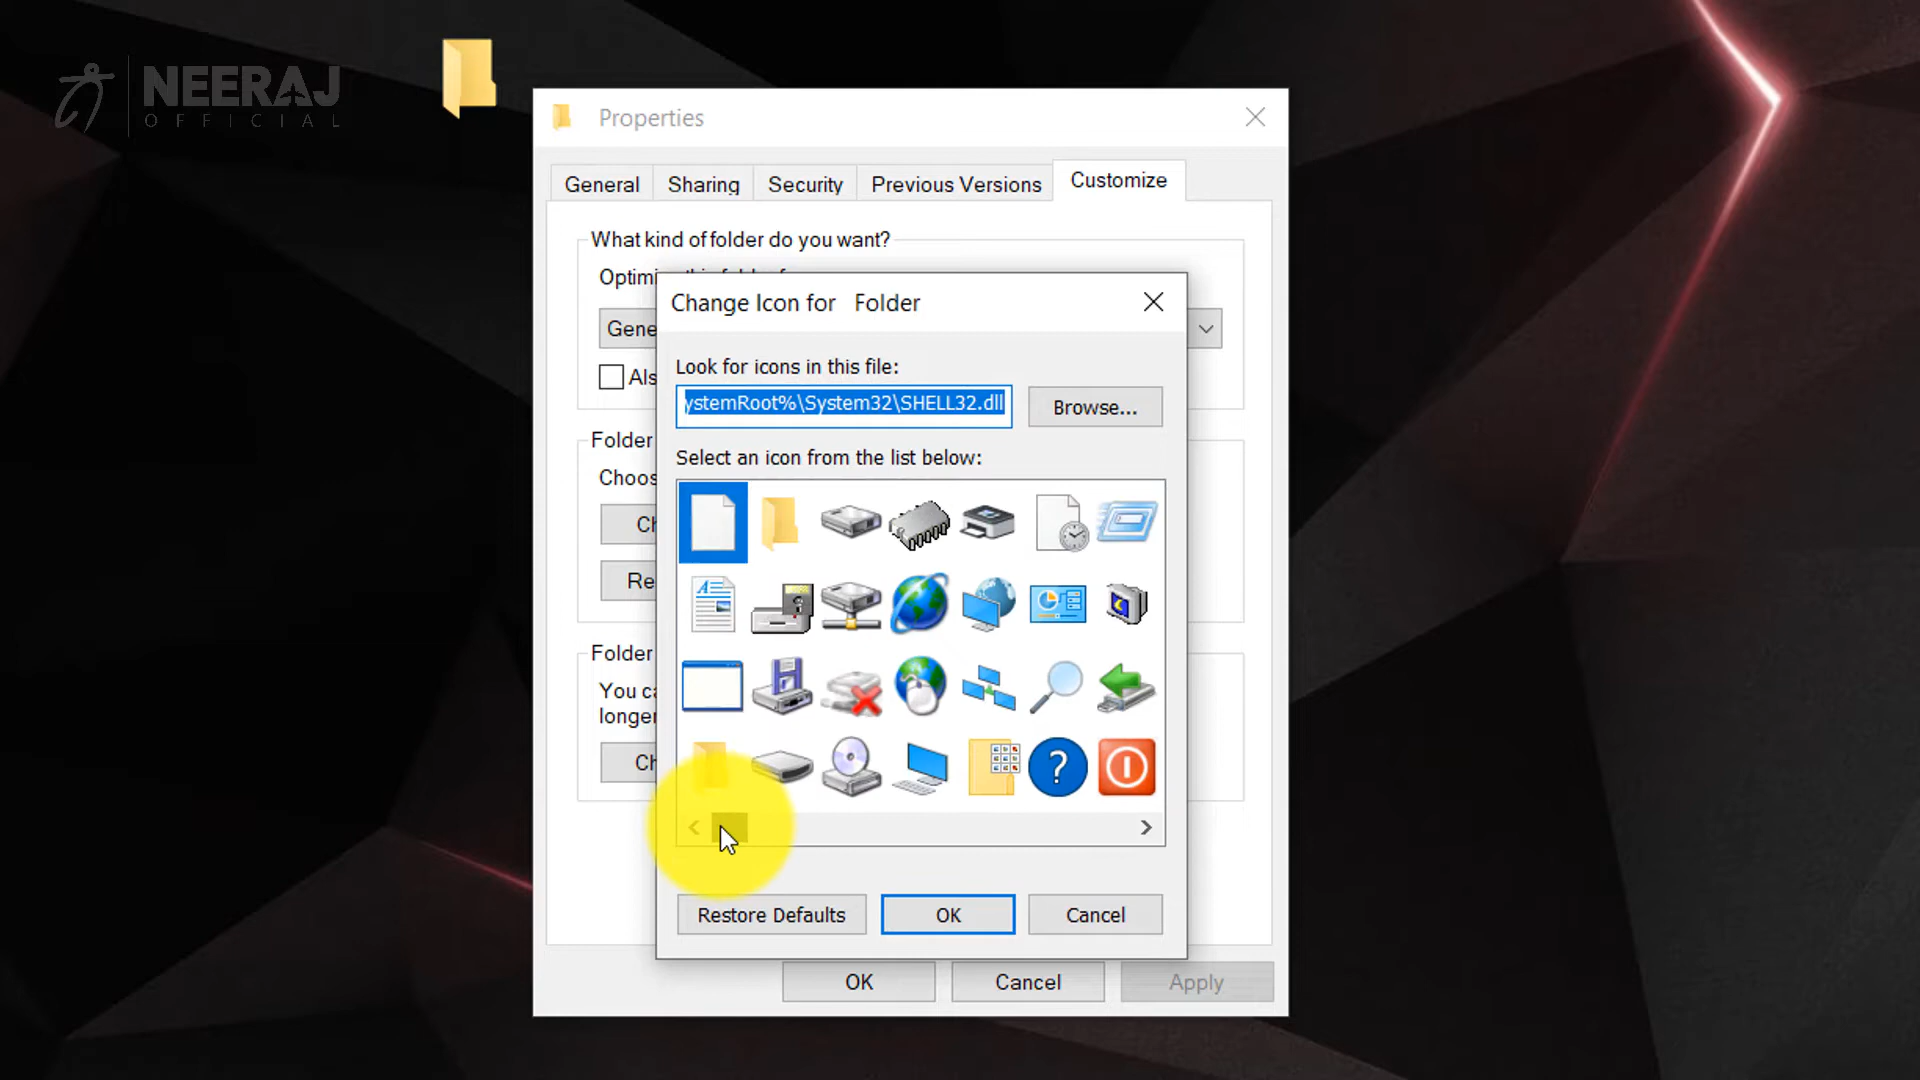 NEERAJ
OFFICIAL
Properties
General
Sharing
Security
Previous Versions
Customize
What kind of folder do you want?
Gene
Als
Change Icon for Folder
Look for icons in this file:
ystemRoot%\System32\SHELL32.dll
Browse...
Folder
Select an icon from the list below:
Choos
Ch
Re
Folder
You ca
longer
Ch
Restore Defaults
OK
Cancel
OK
Cancel
Apply